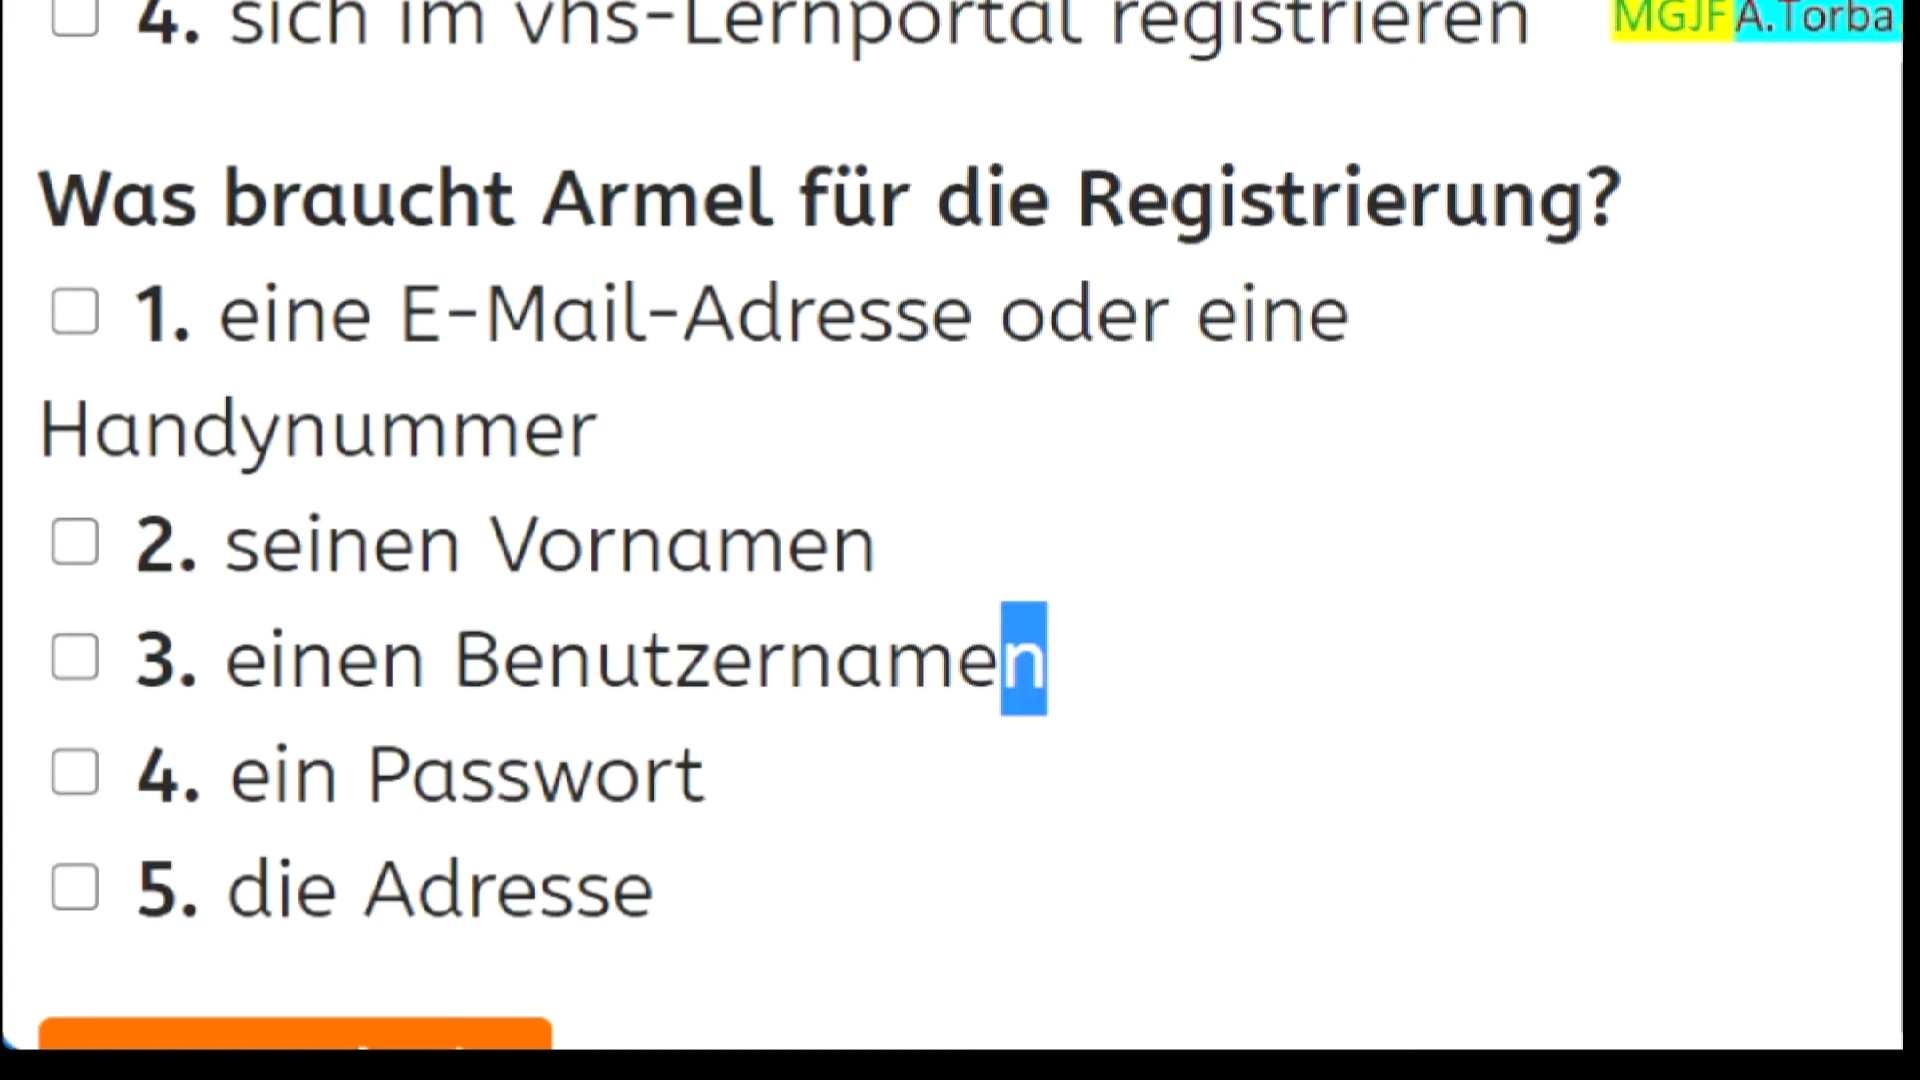 4. sich im vhs-Lernportal registrieren
MGJF A.Torba
Was braucht Armel für die Registrierung?
1. eine E-Mail-Adresse oder eine
Handynummer
2. seinen Vornamen
3. einen Benutzernamen
4. ein Passwort
5. die Adresse